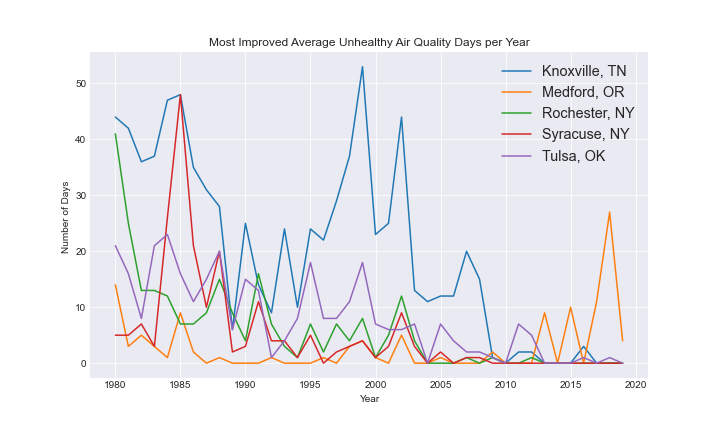 Most Improved Average Unhealthy Air Quality Days per Year
Number of Days
50
40
30
20
10
0
Knoxville, TN
Medford, OR
Rochester, NY
Syracuse, NY
Tulsa, OK
1980 1985 1990 1995 2000 2005 2010 2015 2020
Year